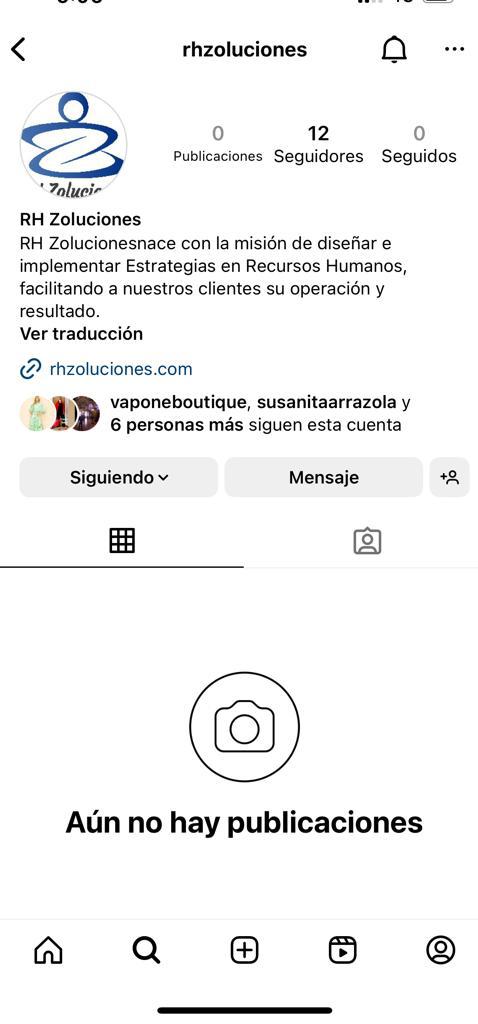 rhzoluciones
Zolucio
0
12
0
Publicaciones
Seguidores
Seguidos
RH Zoluciones
RH Zolucionesnace con la misión de diseñar e
implementar Estrategias en Recursos Humanos,
facilitando a nuestros clientes su operación y
resultado.
Ver traducción
rhzoluciones.com
vaponeboutique, susanitaarrazola y
6 personas más siguen esta cuenta
Siguiendo
Mensaje
Aún no hay publicaciones